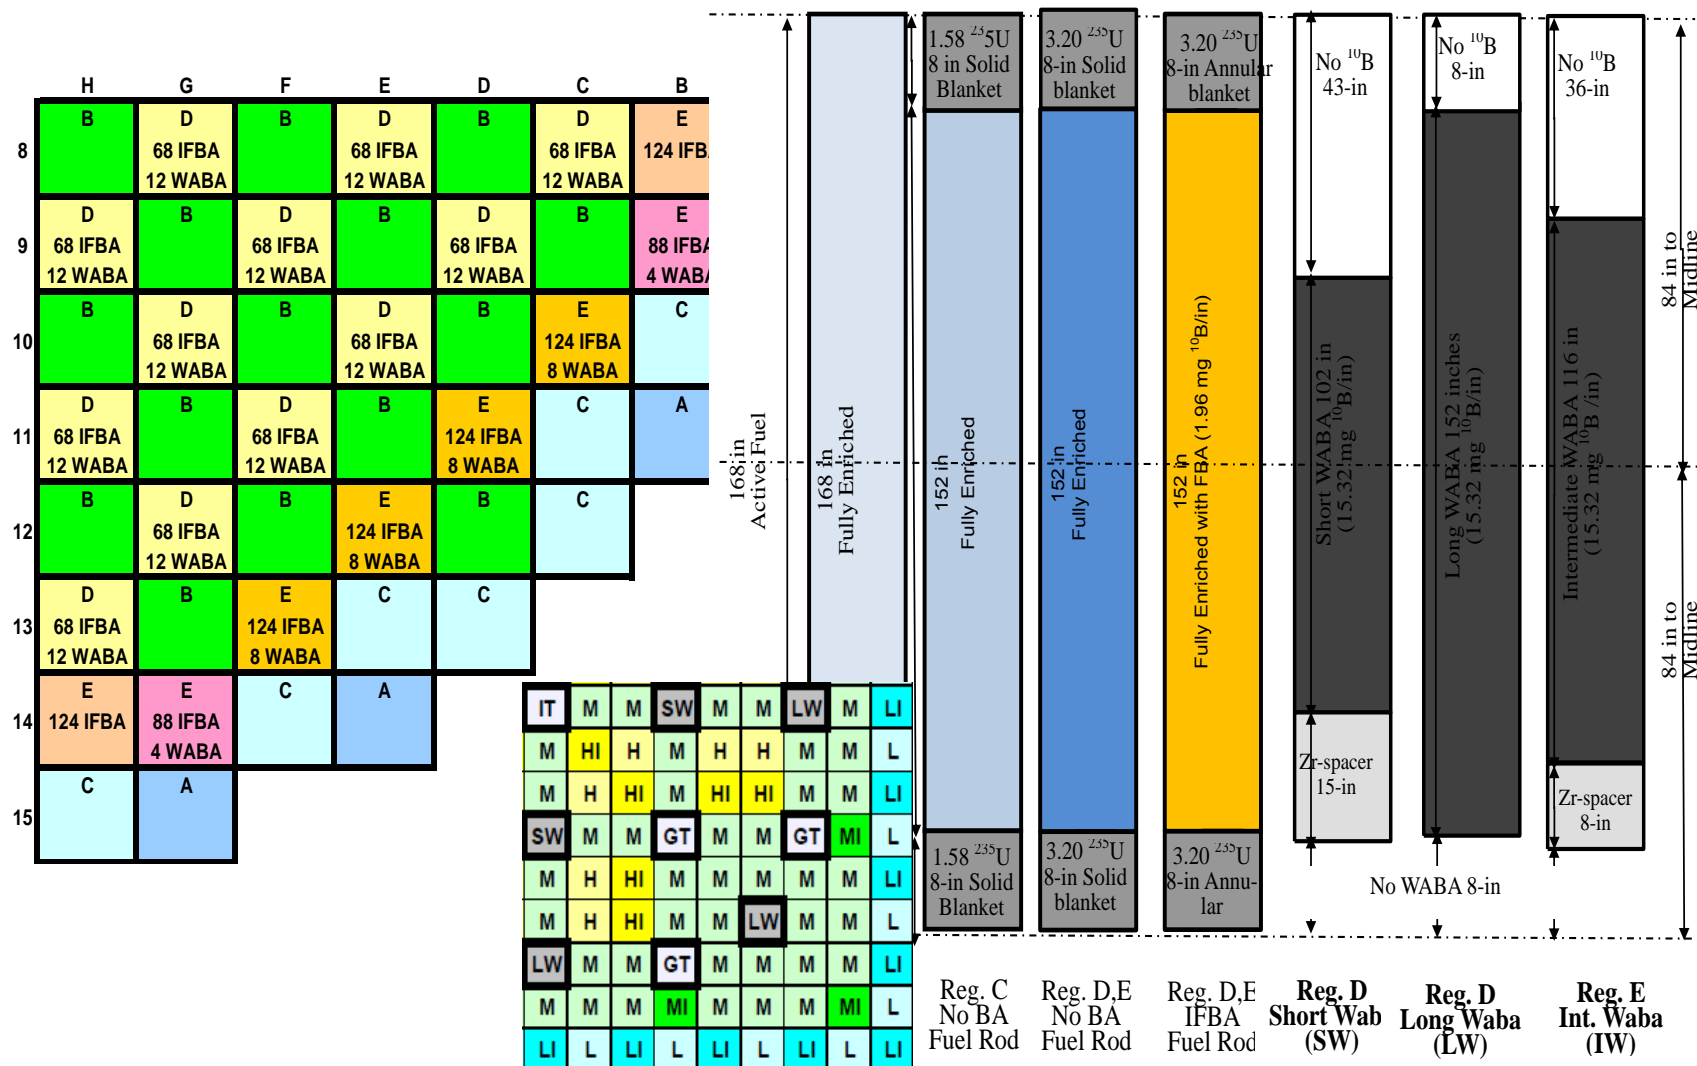 H G F E D C B
B D B D B D E
8 68 IFBA 68 IFBA 68 IFBA 124 IFB
12 WABA 12 WABA 12 WABA
D B D B D B E
9 68 IFBA 68 IFBA 68 IFBA 88 IFBA
12 WABA 12 WABA 12 WABA 4 WABA
B D B D B E C
10 68 IFBA 68 IFBA 124 IFBA
12 WABA 12 WABA 8 WABA
D B D B E C A
11 68 IFBA 68 IFBA 124 IFBA
12 WABA 12 WABA 8 WABA
B D B E B C
12 68 IFBA 124 IFBA
12 WABA 8 WABA
D B E C C
13 68 IFBA 124 IFBA
12 WABA 8 WABA
E E C A
14 124 IFBA 88 IFBA
4 WABA
C A
15
IT M M SW M M LW M LI
M HI H M H H M M L
M H HI M HI HI M M LI
SW M M GT M M GT MI L
M H HI M M M M M LI
M H HI M M LW M M L
LW M M GT M M M M LI
M M M MI M M M MI L
LI L LI L LI L LI L LI
168 in
Active Fuel
168 in
Fully Enriched
1.58 ²³5U
8 in Solid
Blanket
152 in
Fully Enriched
1.58 ²³⁵U
8-in Solid
Blanket
Reg. C
No BA
Fuel Rod
3.20 ²³⁵U
8-in Solid
blanket
152 in
Fully Enriched
3.20 ²³⁵U
8-in Solid
blanket
Reg. D,E
No BA
Fuel Rod
3.20 ²³⁵U
8-in Annular
blanket
152 in
Fully Enriched with FBA (1.96 mg ¹⁰B/in)
3.20 ²³⁵U
8-in Annu-
lar
Reg. D,E
IFBA
Fuel Rod
No ¹⁰B
43-in
Short WABA 102 in
(15.32 mg ¹⁰B/in)
Zr-spacer
15-in
Reg. D
Short Wab
(SW)
No ¹⁰B
8-in
Long WABA 152 inches
(15.32 mg ¹⁰B/in)
No WABA 8-in
Reg. D
Long Waba
(LW)
No ¹⁰B
36-in
Intermediate WABA 116 in
(15.32 mg ¹⁰B /in)
Zr-spacer
8-in
Reg. E
Int. Waba
(IW)
84 in to
Midline
84 in to
Midline